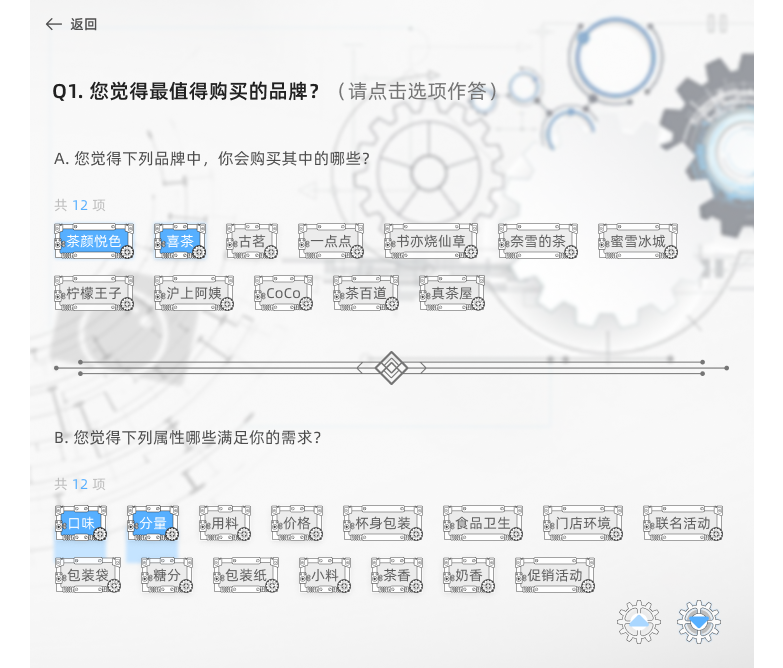 返回
Q1. 您觉得最值得购买的品牌？（请点击选项作答）
A. 您觉得下列品牌中，你会购买其中的哪些？
共 12 项
茶颜悦色 喜茶 古茗 一点点 书亦烧仙草 奈雪的茶 蜜雪冰城
柠檬王子 沪上阿姨 CoCo 茶百道 真茶屋
B. 您觉得下列属性哪些满足你的需求？
共 12 项
口味 分量 用料 价格 杯身包装 食品卫生 门店环境 联名活动
包装袋 糖分 包装纸 小料 茶香 奶香 促销活动